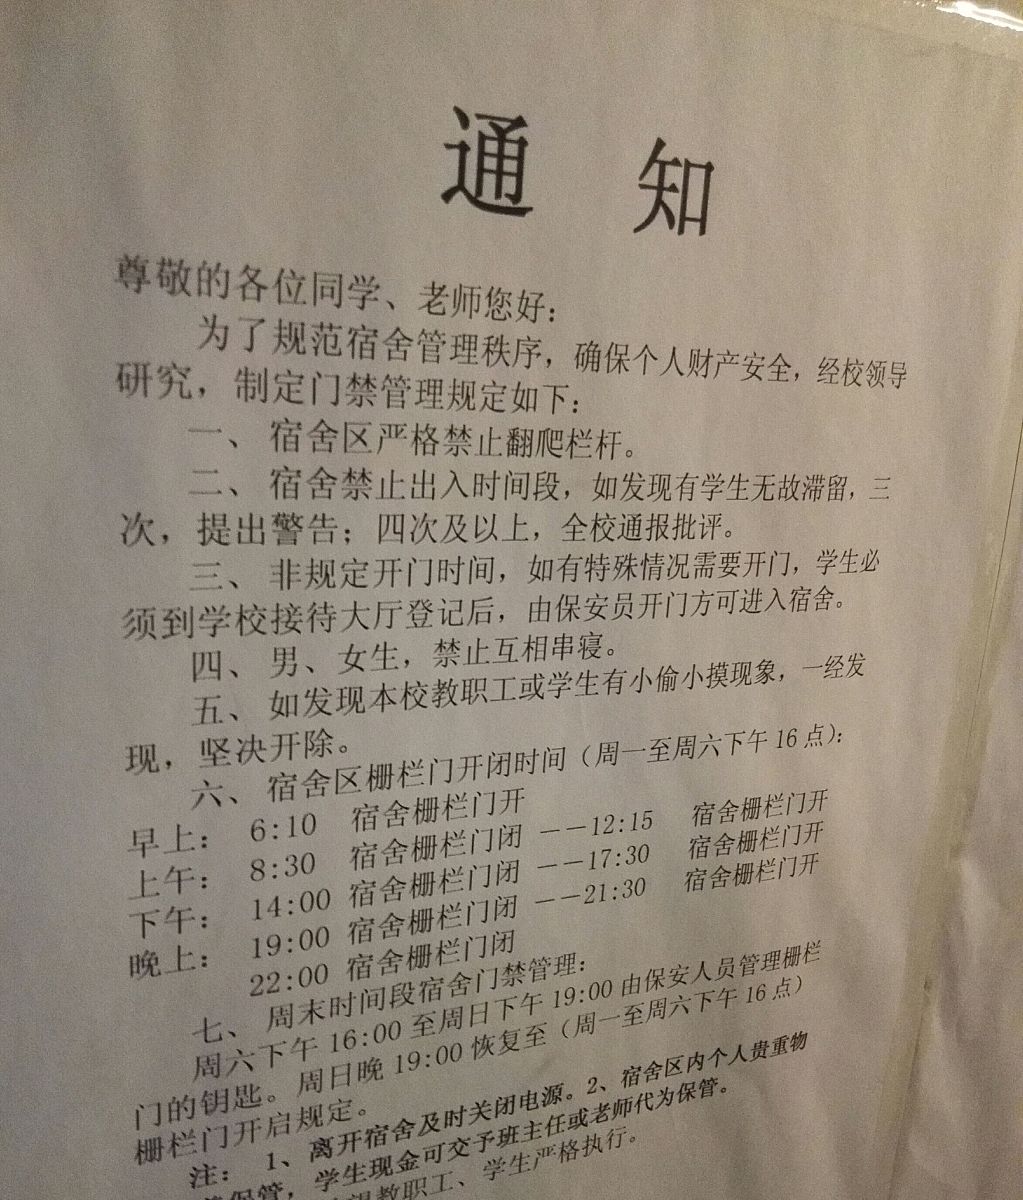 通 知
尊敬的各位同学、老师您好：
为了规范宿舍管理秩序，确保个人财产安全，经校领导
研究，制定门禁管理规定如下：
一、 宿舍区严格禁止翻爬栏杆。
二、 宿舍禁止出入时间段，如发现有学生无故滞留，三
次，提出警告；四次及以上，全校通报批评。
三、 非规定开门时间，如有特殊情况需要开门，学生必
须到学校接待大厅登记后，由保安员开门方可进入宿舍。
四、 男、女生，禁止互相串寝。
五、 如发现本校教职工或学生有小偷小摸现象，一经发
现，坚决开除。
六、 宿舍区栅栏门开闭时间（周一至周六下午 16 点）：
早上： 6:10 宿舍栅栏门开
上午： 8:30 宿舍栅栏门闭 ——12:15 宿舍栅栏门开
下午： 14:00 宿舍栅栏门闭 ——17:30 宿舍栅栏门开
晚上： 19:00 宿舍栅栏门闭 ——21:30 宿舍栅栏门开
22:00 宿舍栅栏门闭
七、 周末时间段宿舍门禁管理：
周六下午 16:00 至周日下午 19:00 由保安人员管理栅栏
门的钥匙。周日晚 19:00 恢复至（周一至周六下午 16 点）
栅栏门开启规定。
注： 1、离开宿舍及时关闭电源。2、宿舍区内个人贵重物
保管，学生现金可交予班主任或老师代为保管。
望教职工、学生严格执行。